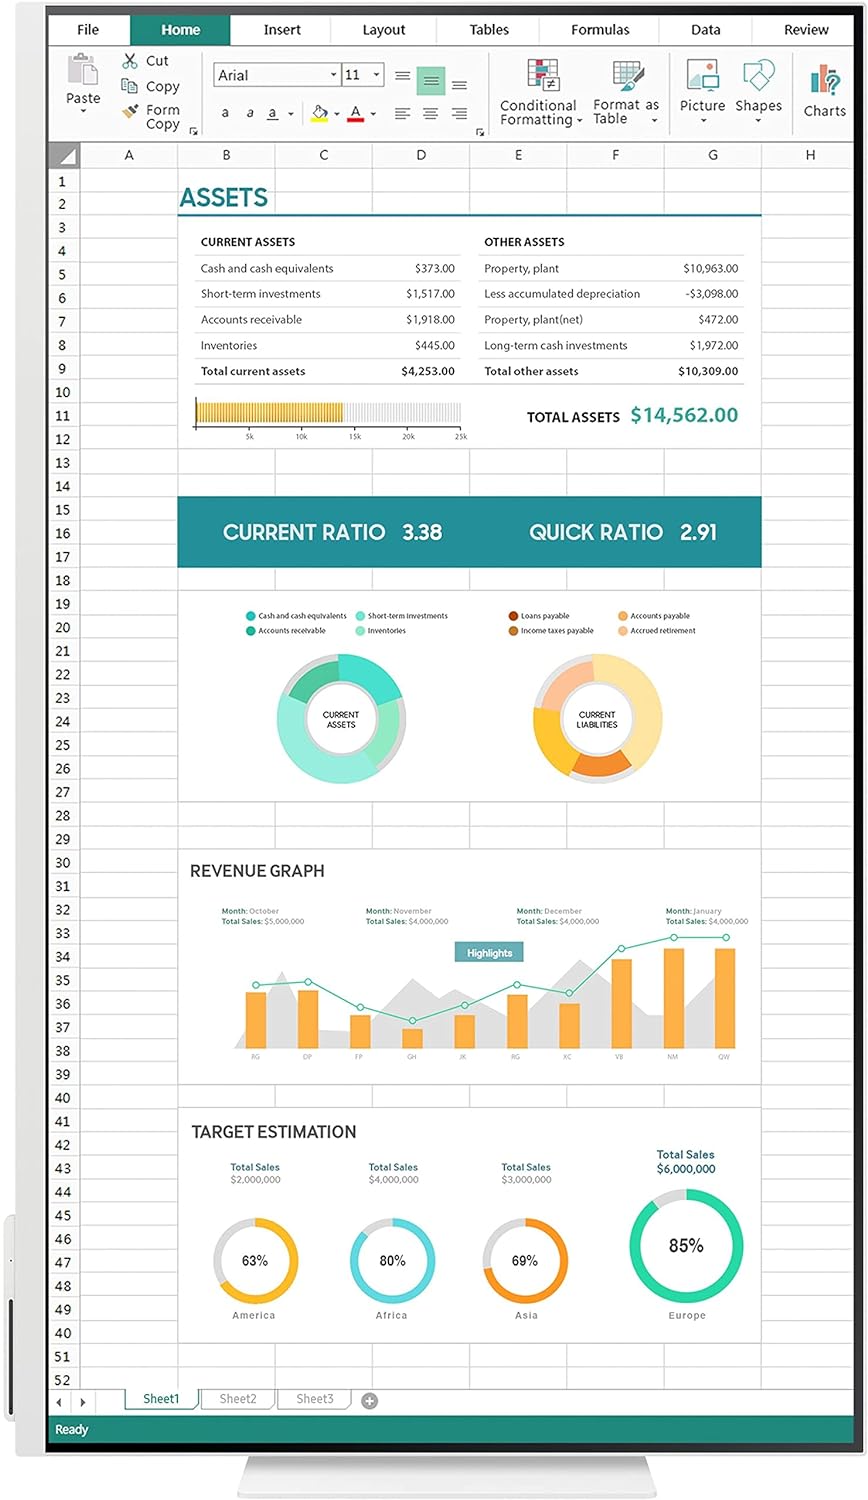 File Home Insert Layout Tables Formulas Data Review
Paste
Cut
Copy
Form
Copy
Arial 11
a a a A
Conditional
Formatting
Format as
Table
Picture Shapes Charts
A B C D E F G H
1
2 ASSETS
3
4 CURRENT ASSETS OTHER ASSETS
5 Cash and cash equivalents $373.00 Property, plant $10,963.00
6 Short-term investments $1,517.00 Less accumulated depreciation -$3,098.00
7 Accounts receivable $1,918.00 Property, plant(net) $472.00
8 Inventories $445.00 Long-term cash investments $1,972.00
9 Total current assets $4,253.00 Total other assets $10,309.00
10
11 TOTAL ASSETS $14,562.00
12 5k 10k 15k 20k 25k
13
14
15
16 CURRENT RATIO 3.38 QUICK RATIO 2.91
17
18
19 Cash and cash equivalents Short-term investments Loans payable Accounts payable
20 Accounts receivable Inventories Income taxes payable Accrued retirement
21
22
23
24 CURRENT
ASSETS
CURRENT
LIABILITIES
25
26
27
28
29
30 REVENUE GRAPH
31
32 Month: October Month: November Month: December Month: January
33 Total Sales: $5,000,000 Total Sales: $4,000,000 Total Sales: $4,000,000 Total Sales: $4,000,000
34 Highlights
35
36
37
38 RG DP FP GH JK RG XC VB NM QW
39
40
41 TARGET ESTIMATION
42 Total Sales
43 Total Sales Total Sales Total Sales $6,000,000
$2,000,000 $4,000,000 $3,000,000
44
45
46 85%
47 63% 80% 69%
48
49 America Africa Asia Europe
40
51
52
Sheet1 Sheet2 Sheet3
Ready